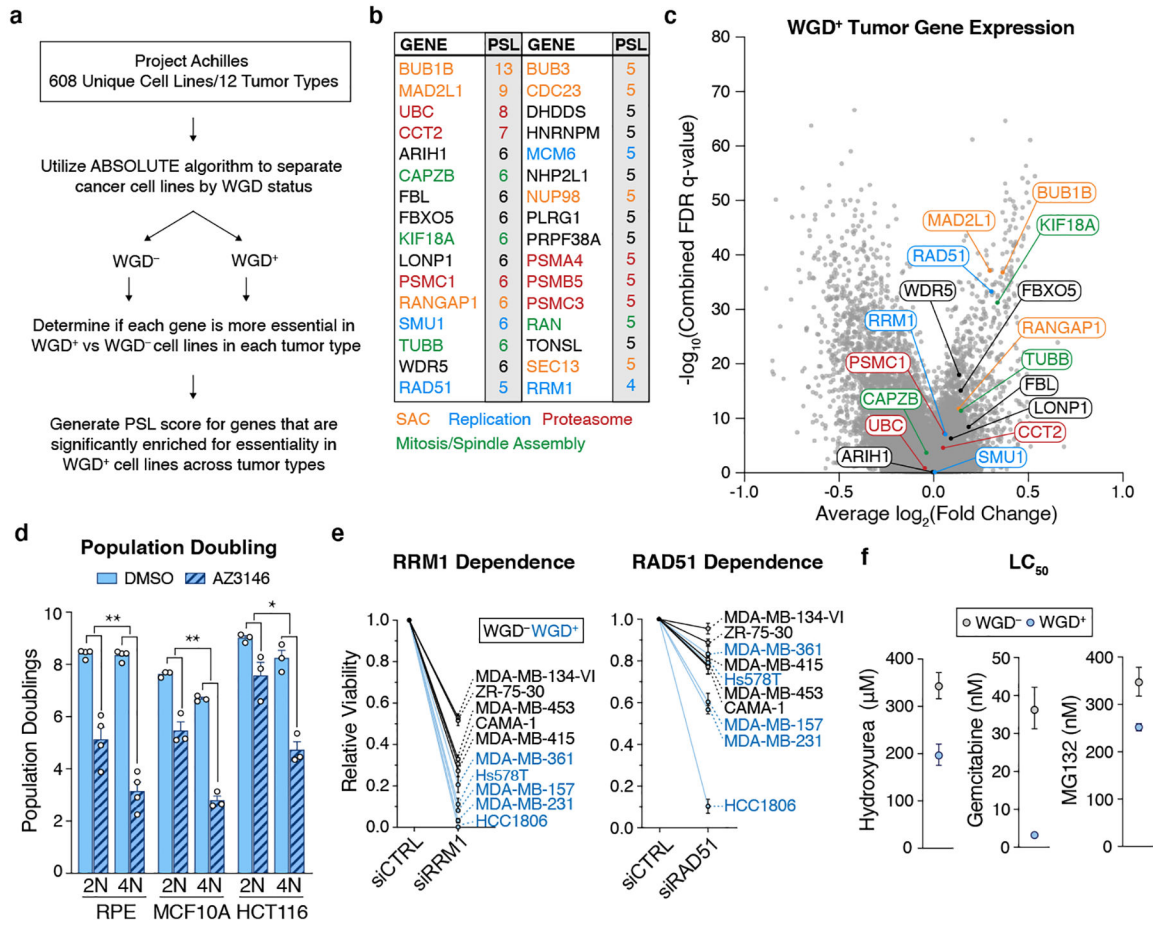 a
Project Achilles
608 Unique Cell Lines/12 Tumor Types
Utilize ABSOLUTE algorithm to separate
cancer cell lines by WGD status
WGD⁻ WGD⁺
Determine if each gene is more essential in
WGD⁺ vs WGD⁻ cell lines in each tumor type
Generate PSL score for genes that are
significantly enriched for essentiality in
WGD⁺ cell lines across tumor types
b
GENE PSL GENE PSL
BUB1B 13 BUB3 5
MAD2L1 9 CDC23 5
UBC 8 DHDDS 5
CCT2 7 HNRNPM 5
ARIH1 6 MCM6 5
CAPZB 6 NHP2L1 5
FBL 6 NUP98 5
FBXO5 6 PLRG1 5
KIF18A 6 PRPF38A 5
LONP1 6 PSMA4 5
PSMC1 6 PSMB5 5
RANGAP1 6 PSMC3 5
SMU1 6 RAN 5
TUBB 6 TONSL 5
WDR5 6 SEC13 5
RAD51 5 RRM1 4
SAC Replication Proteasome
Mitosis/Spindle Assembly
c
WGD⁺ Tumor Gene Expression
-log₁₀(Combined FDR q-value)
80
70
60
50
40
30
20
10
0
BUB1B
MAD2L1
KIF18A
RAD51
WDR5
FBXO5
RRM1
RANGAP1
PSMC1
TUBB
CAPZB
FBL
LONP1
UBC
CCT2
ARIH1
SMU1
-1.0 -0.5 0.0 0.5 1.0
Average log₂(Fold Change)
d
Population Doubling
DMSO AZ3146
Population Doublings
10
8
6
4
2
0
** ** *
2N 4N 2N 4N 2N 4N
RPE MCF10A HCT116
e
RRM1 Dependence
Relative Viability
1.0
0.8
0.6
0.4
0.2
0.0
WGD⁻ WGD⁺
MDA-MB-134-VI
ZR-75-30
MDA-MB-453
CAMA-1
MDA-MB-415
MDA-MB-361
Hs578T
MDA-MB-157
MDA-MB-231
HCC1806
siCTRL siRRM1
RAD51 Dependence
1.0
0.8
0.6
0.4
0.2
0.0
MDA-MB-134-VI
ZR-75-30
MDA-MB-361
MDA-MB-415
Hs578T
MDA-MB-453
CAMA-1
MDA-MB-157
MDA-MB-231
HCC1806
siCTRL siRAD51
f
LC₅₀
WGD⁻ WGD⁺
Hydroxyurea (µM)
400
300
200
100
0
Gemcitabine (nM)
50
40
30
20
10
0
MG132 (nM)
400
300
200
100
0